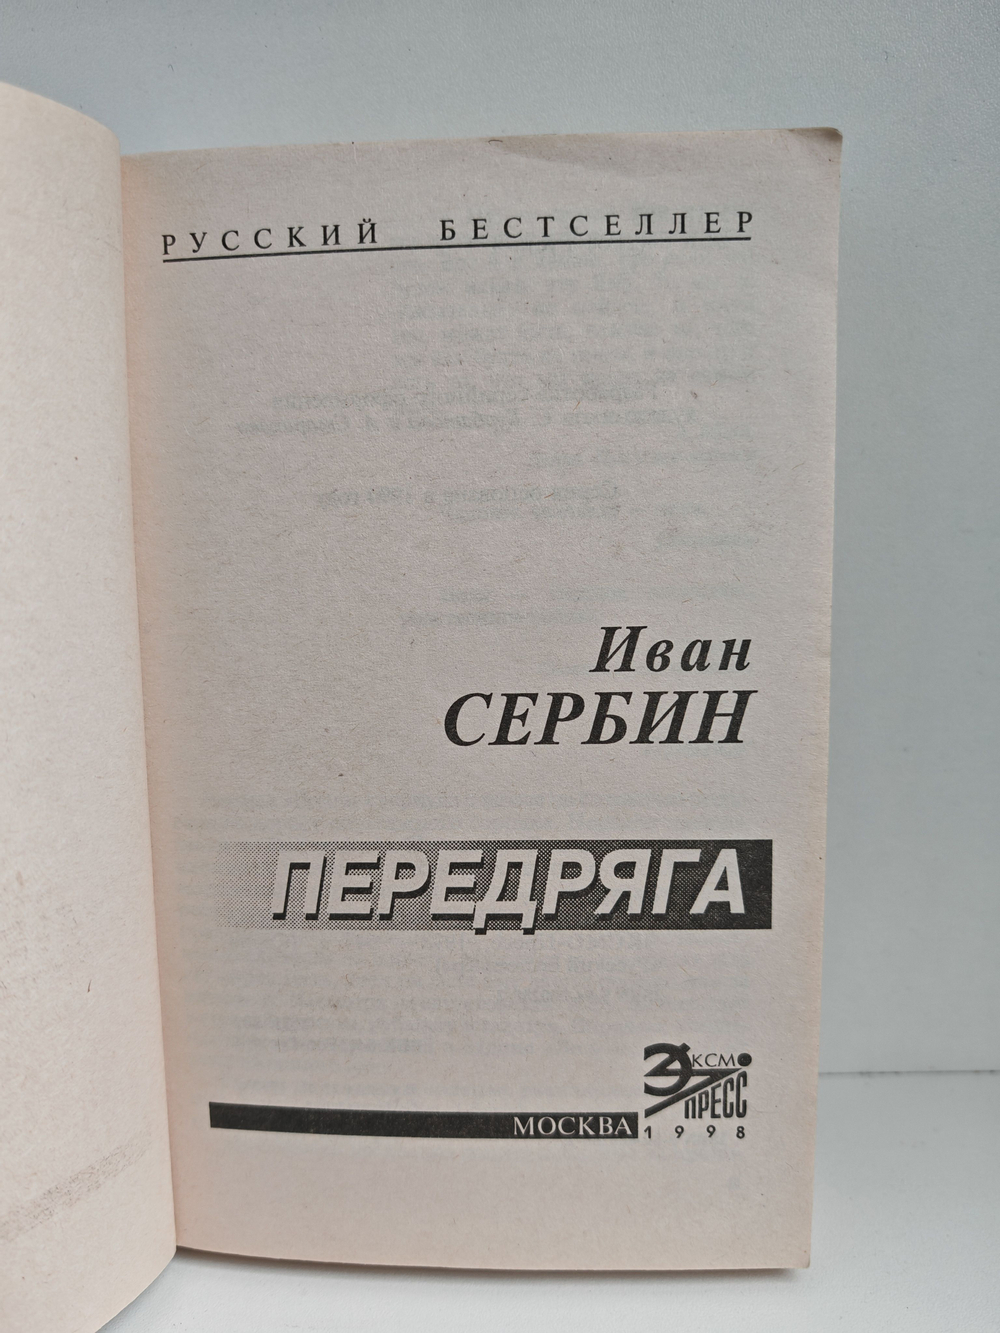 РУССКИЙ БЕСТСЕЛЛЕР
Иван
СЕРБИН
ПЕРЕДРЯГА
ЭКСМО
ПРЕСС
МОСКВА 1998